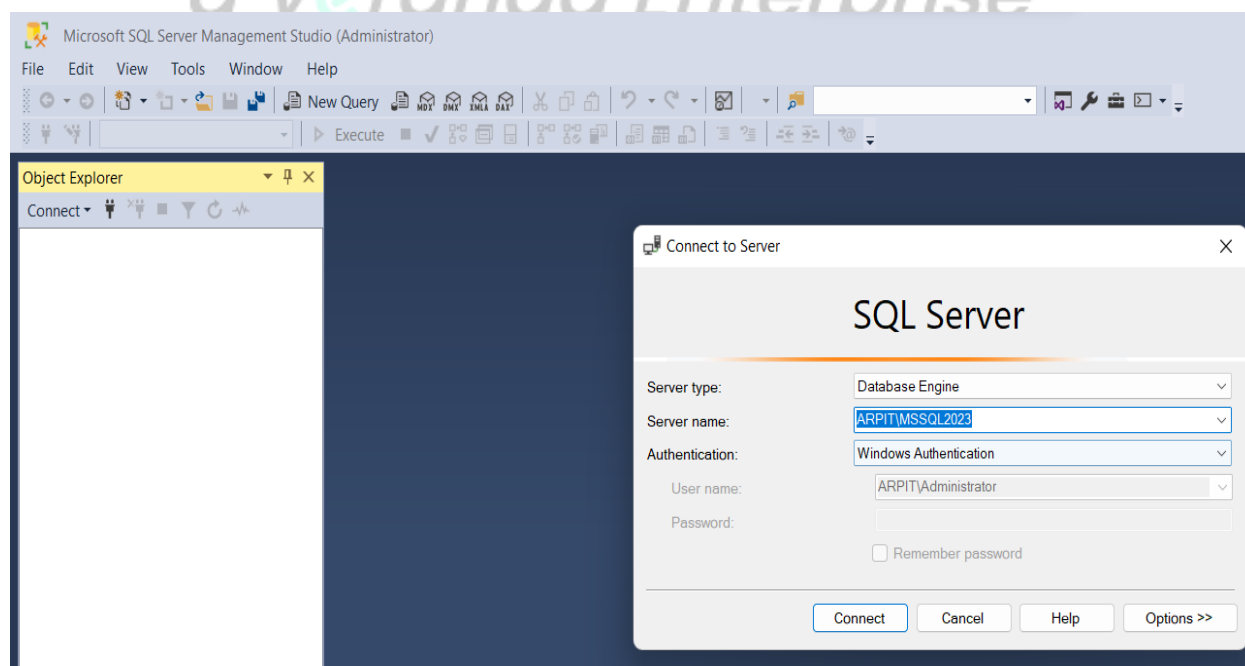 a Veranda Enterprise
Microsoft SQL Server Management Studio (Administrator)
File Edit View Tools Window Help
New Query MDX DMX XMLA DAX
Execute
Object Explorer
Connect
Connect to Server
SQL Server
Server type: Database Engine
Server name: ARPIT\MSSQL2023
Authentication: Windows Authentication
User name: ARPIT\Administrator
Password:
Remember password
Connect Cancel Help Options >>